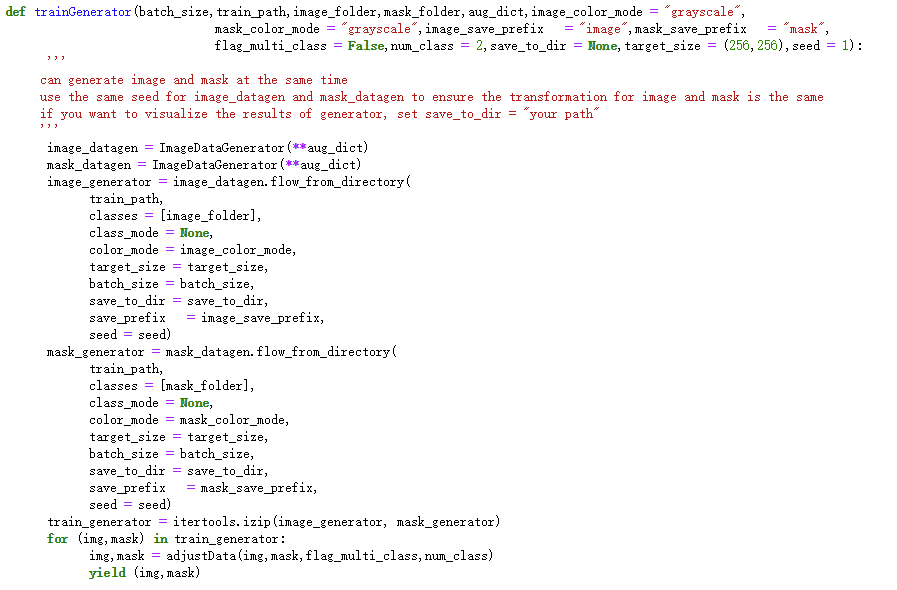 def trainGenerator(batch_size,train_path,image_folder,mask_folder,aug_dict,image_color_mode = "grayscale",
                    mask_color_mode = "grayscale",image_save_prefix  = "image",mask_save_prefix  = "mask",
                    flag_multi_class = False,num_class = 2,save_to_dir = None,target_size = (256,256),seed = 1):
    '''
    can generate image and mask at the same time
    use the same seed for image_datagen and mask_datagen to ensure the transformation for image and mask is the same
    if you want to visualize the results of generator, set save_to_dir = "your path"
    '''
    image_datagen = ImageDataGenerator(**aug_dict)
    mask_datagen = ImageDataGenerator(**aug_dict)
    image_generator = image_datagen.flow_from_directory(
        train_path,
        classes = [image_folder],
        class_mode = None,
        color_mode = image_color_mode,
        target_size = target_size,
        batch_size = batch_size,
        save_to_dir = save_to_dir,
        save_prefix  = image_save_prefix,
        seed = seed)
    mask_generator = mask_datagen.flow_from_directory(
        train_path,
        classes = [mask_folder],
        class_mode = None,
        color_mode = mask_color_mode,
        target_size = target_size,
        batch_size = batch_size,
        save_to_dir = save_to_dir,
        save_prefix  = mask_save_prefix,
        seed = seed)
    train_generator = itertools.izip(image_generator, mask_generator)
    for (img,mask) in train_generator:
        img,mask = adjustData(img,mask,flag_multi_class,num_class)
        yield (img,mask)